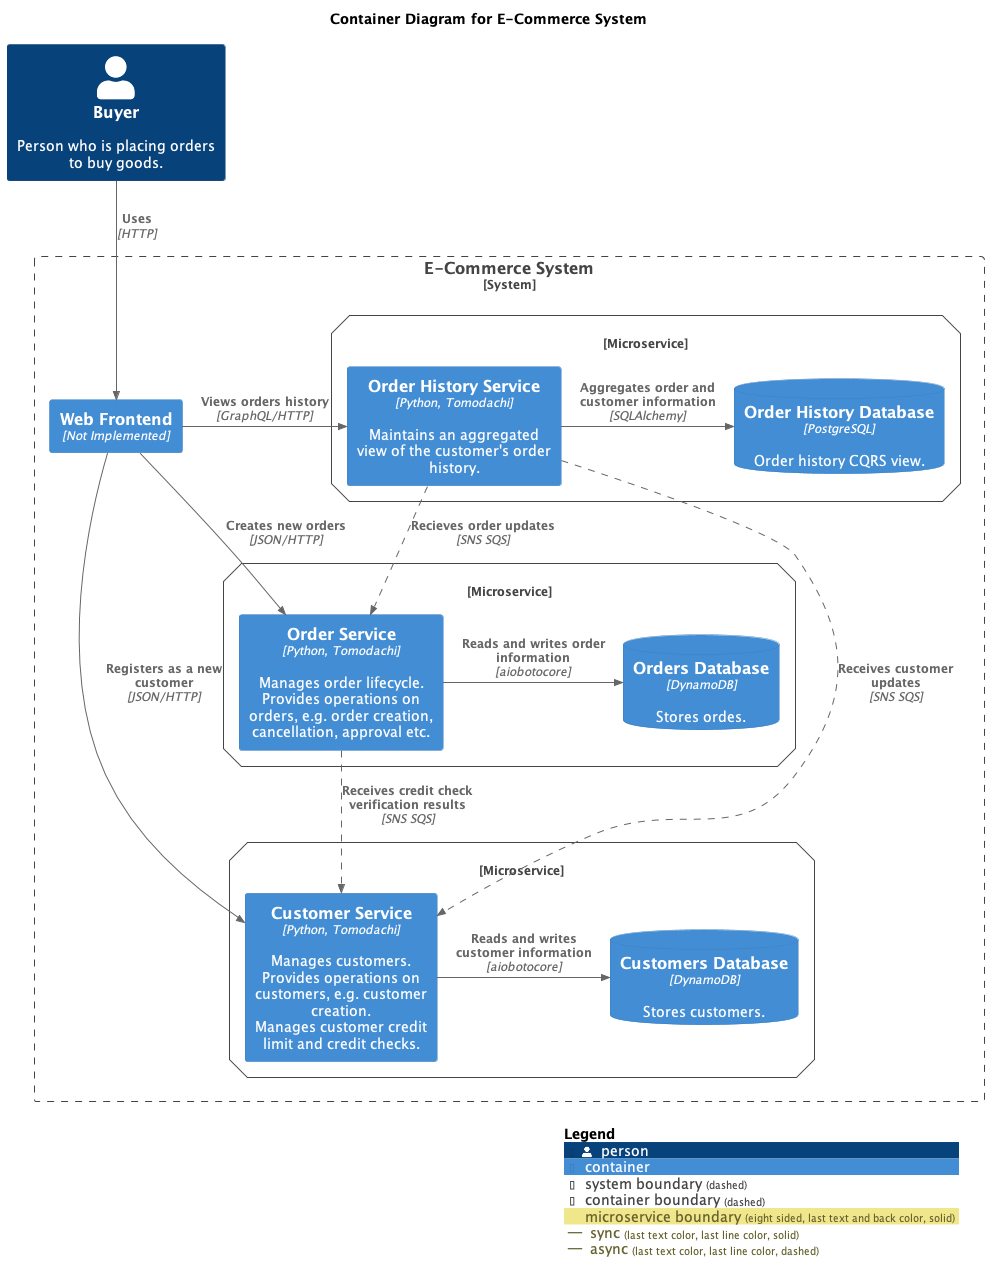 Container Diagram for E-Commerce System
Buyer
Person who is placing orders
to buy goods.
Uses
[HTTP]
E-Commerce System
[System]
[Microservice]
Web Frontend
[Not Implemented]
Views orders history
[GraphQL/HTTP]
Order History Service
[Python, Tomodachi]
Maintains an aggregated
view of the customer's order
history.
Aggregates order and
customer information
[SQLAlchemy]
Order History Database
[PostgreSQL]
Order history CQRS view.
Creates new orders
[JSON/HTTP]
Recieves order updates
[SNS SQS]
[Microservice]
Registers as a new
customer
[JSON/HTTP]
Order Service
[Python, Tomodachi]
Manages order lifecycle.
Provides operations on
orders, e.g. order creation,
cancellation, approval etc.
Reads and writes order
information
[aiobotocore]
Orders Database
[DynamoDB]
Stores ordes.
Receives customer
updates
[SNS SQS]
Receives credit check
verification results
[SNS SQS]
[Microservice]
Customer Service
[Python, Tomodachi]
Manages customers.
Provides operations on
customers, e.g. customer
creation.
Manages customer credit
limit and credit checks.
Reads and writes
customer information
[aiobotocore]
Customers Database
[DynamoDB]
Stores customers.
Legend
person
container
system boundary (dashed)
container boundary (dashed)
microservice boundary (eight sided, last text and back color, solid)
sync (last text color, last line color, solid)
async (last text color, last line color, dashed)